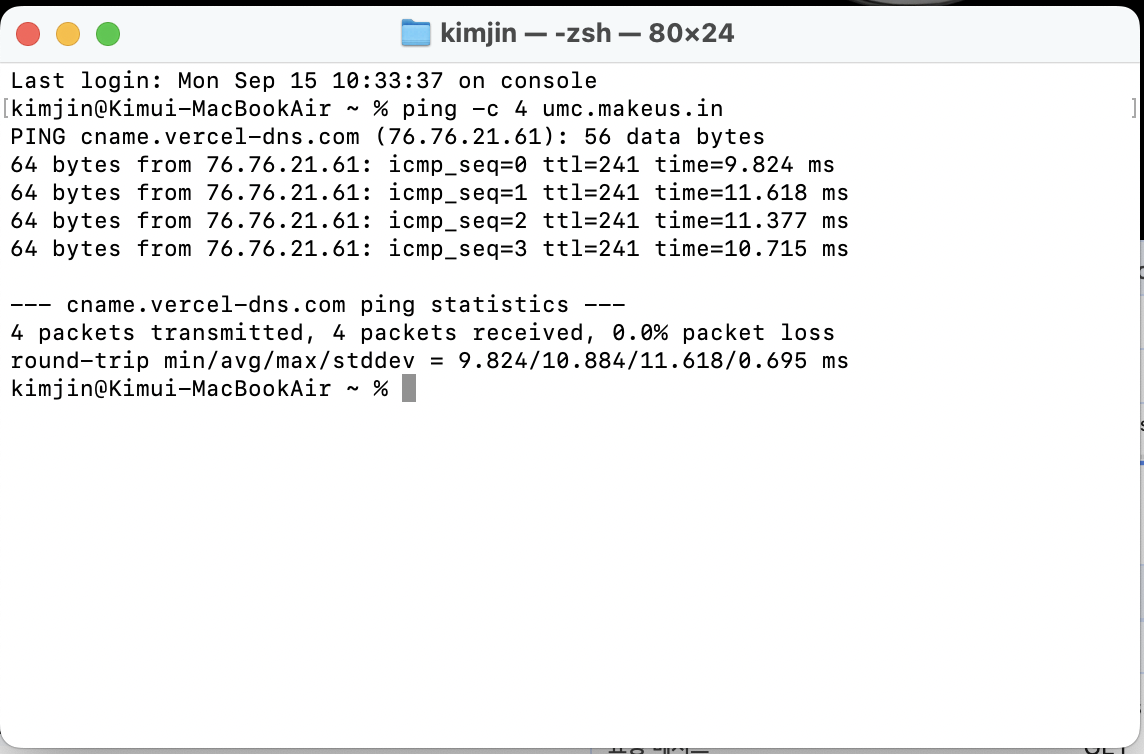 kimjin — -zsh — 80×24
Last login: Mon Sep 15 10:33:37 on console
[kimjin@Kimui-MacBookAir ~ % ping -c 4 umc.makeus.in ]
PING cname.vercel-dns.com (76.76.21.61): 56 data bytes
64 bytes from 76.76.21.61: icmp_seq=0 ttl=241 time=9.824 ms
64 bytes from 76.76.21.61: icmp_seq=1 ttl=241 time=11.618 ms
64 bytes from 76.76.21.61: icmp_seq=2 ttl=241 time=11.377 ms
64 bytes from 76.76.21.61: icmp_seq=3 ttl=241 time=10.715 ms

--- cname.vercel-dns.com ping statistics ---
4 packets transmitted, 4 packets received, 0.0% packet loss
round-trip min/avg/max/stddev = 9.824/10.884/11.618/0.695 ms
kimjin@Kimui-MacBookAir ~ %